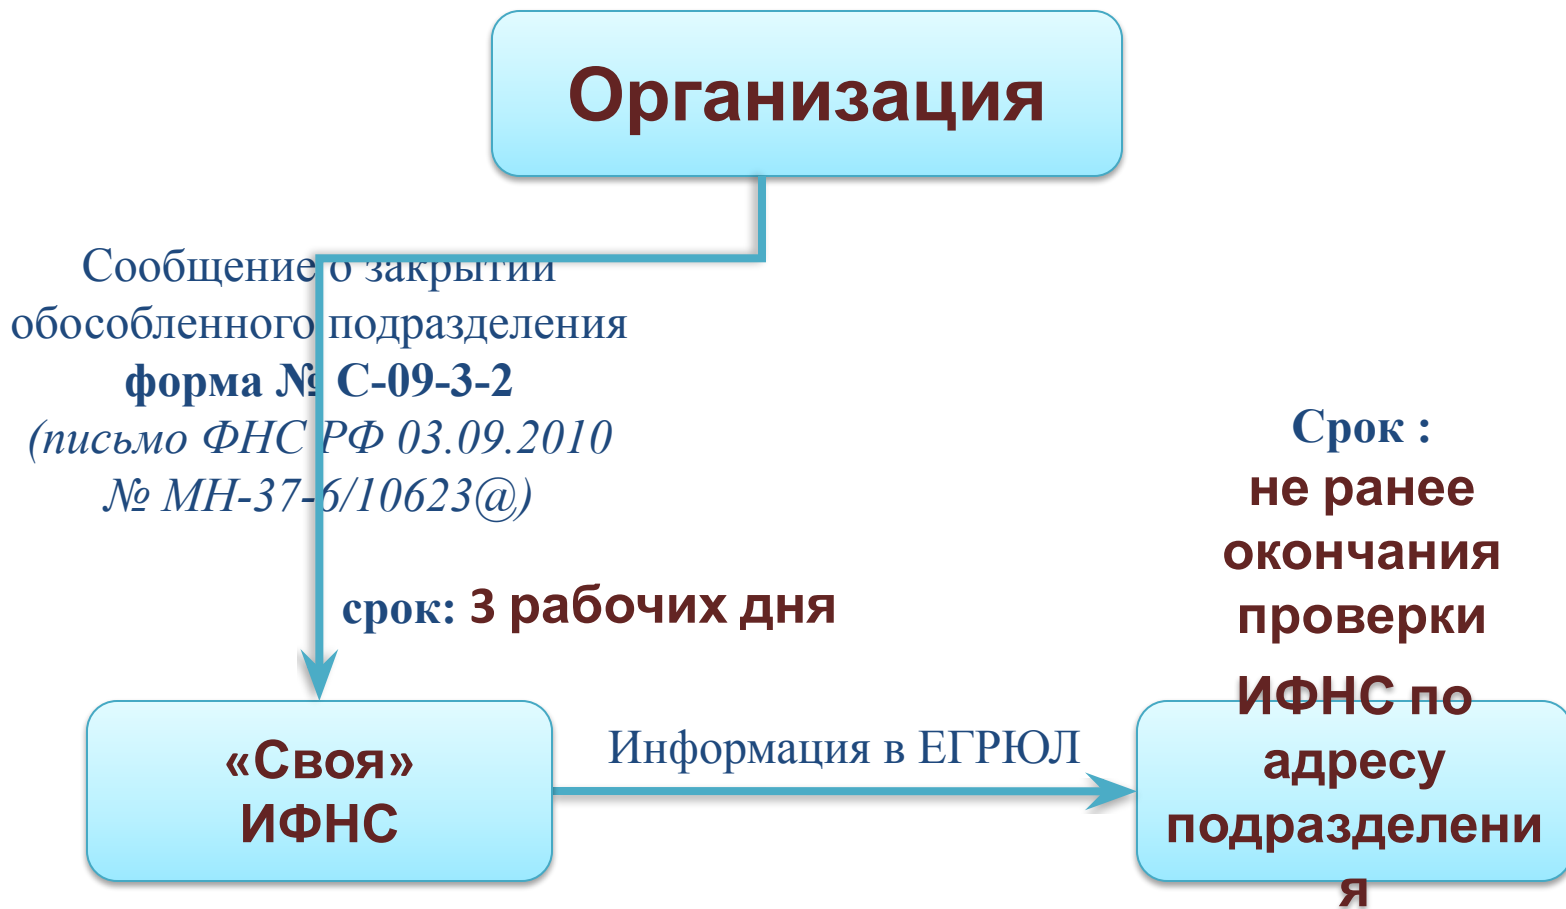 Организация
Сообщение о закрытии
обособленного подразделения
форма № С-09-3-2
(письмо ФНС РФ 03.09.2010
№ МН-37-6/10623@)
срок: 3 рабочих дня
Срок :
не ранее
окончания
проверки
«Своя»
ИФНС
Информация в ЕГРЮЛ
ИФНС по
адресу
подразделени
я